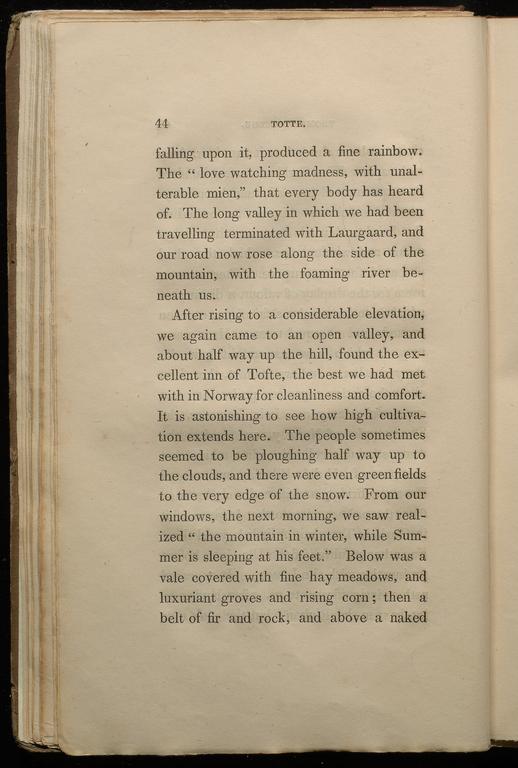 44 TOTTE.
falling upon it, produced a fine rainbow.
The “ love watching madness, with unal-
terable mien,” that every body has heard
of. The long valley in which we had been
travelling terminated with Laurgaard, and
our road now rose along the side of the
mountain, with the foaming river be-
neath us.
After rising to a considerable elevation,
we again came to an open valley, and
about half way up the hill, found the ex-
cellent inn of Tofte, the best we had met
with in Norway for cleanliness and comfort.
It is astonishing to see how high cultiva-
tion extends here. The people sometimes
seemed to be ploughing half way up to
the clouds, and there were even green fields
to the very edge of the snow. From our
windows, the next morning, we saw real-
ized “ the mountain in winter, while Sum-
mer is sleeping at his feet.” Below was a
vale covered with fine hay meadows, and
luxuriant groves and rising corn; then a
belt of fir and rock, and above a naked